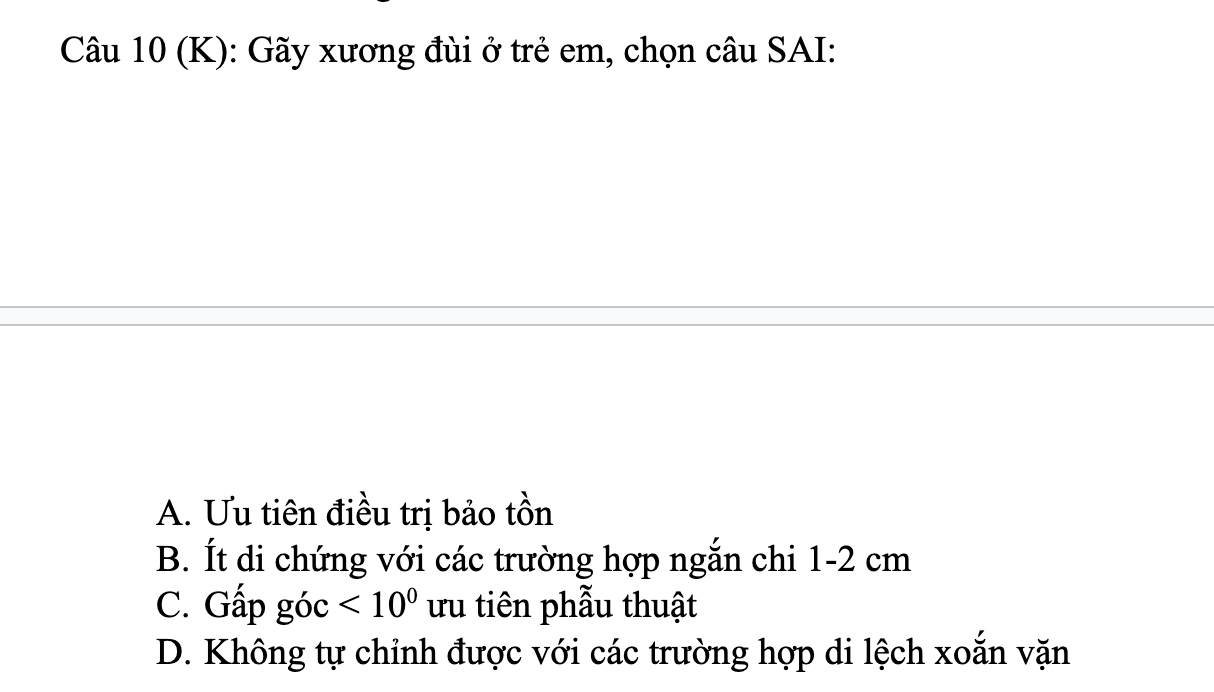 Câu 10 (K): Gãy xương đùi ở trẻ em, chọn câu SAI:
A. Ưu tiên điều trị bảo tồn
B. Ít di chứng với các trường hợp ngắn chi 1-2 cm
C. Gấp góc < 10⁰ ưu tiên phẫu thuật
D. Không tự chỉnh được với các trường hợp di lệch xoắn vặn